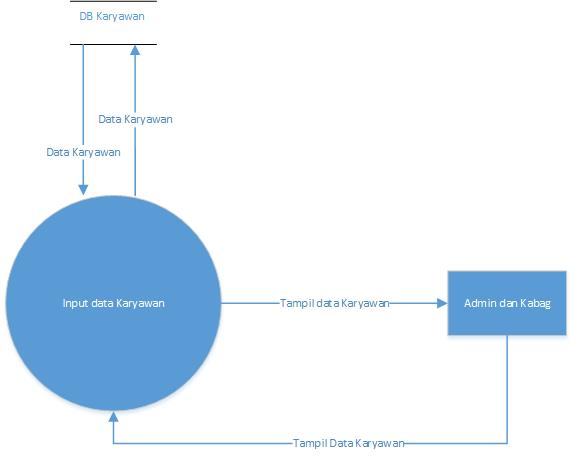 DB Karyawan
Data Karyawan
Data Karyawan
Input data Karyawan
Tampil data Karyawan
Admin dan Kabag
Tampil Data Karyawan